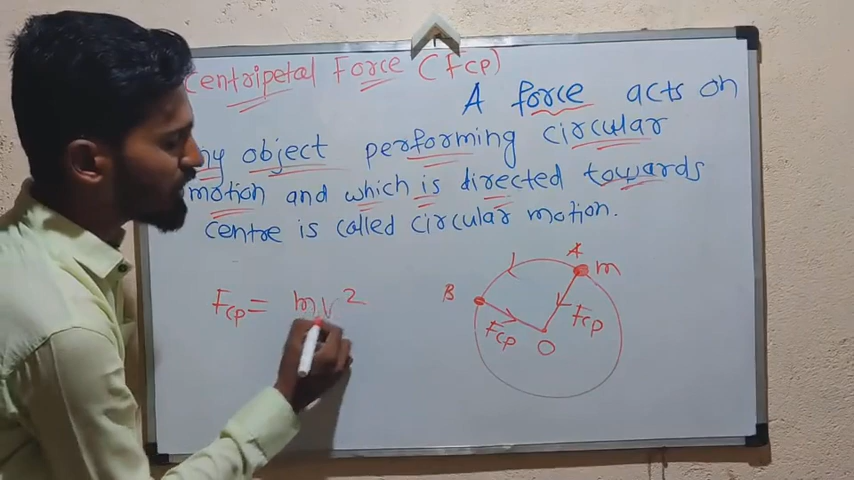 centripetal Force (Fcp)
A force acts on
ny object performing circular
motion and which is directed towards
centre is called circular motion.
Fcp = mv²
A
m
B
Fcp
Fcp
O